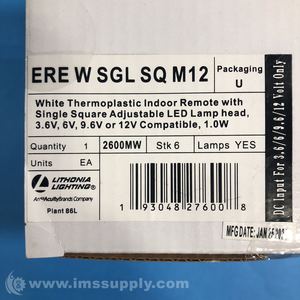 ERE W SGL SQ M12
Packaging
U
White Thermoplastic Indoor Remote with
Single Square Adjustable LED Lamp head,
3.6V, 6V, 9.6V or 12V Compatible, 1.0W
Quantity 1 2600MW Stk 6 Lamps YES
Units EA
LITHONIA
LIGHTING®
An AcuityBrands Company
Plant 86L
1 93048 27600 8
DC Input For 3.6/6/9.6/12 Volt Only
MFG DATE: JAN
© www.imssupply.com